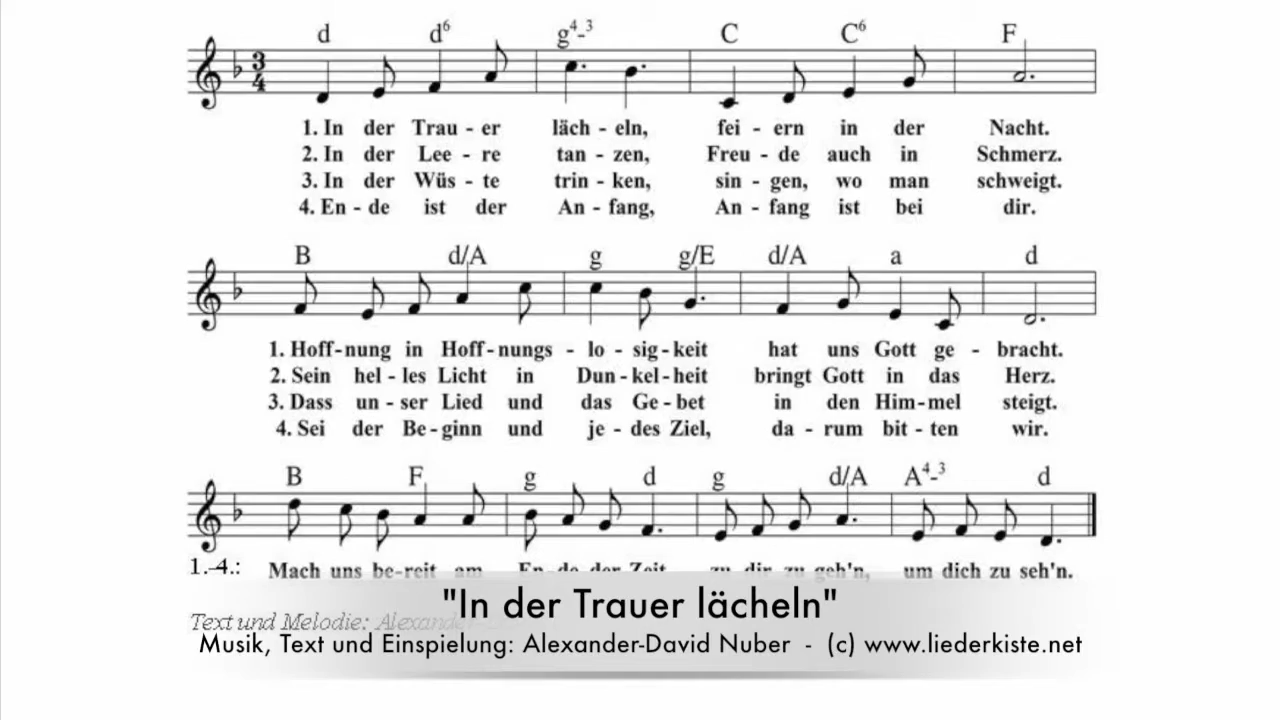 d d⁶ g⁴-³ C C⁶ F
3
4
1. In der Trau - er läch - eln, fei - ern in der Nacht.
2. In der Lee - re tan - zen, Freu - de auch in Schmerz.
3. In der Wüs - te trin - ken, sin - gen, wo man schweigt.
4. En - de ist der An - fang, An - fang ist bei dir.
B d/A g g/E d/A a d
1. Hoff - nung in Hoff - nungs - lo - sig - keit hat uns Gott ge - bracht.
2. Sein hel - les Licht in Dun - kel - heit bringt Gott in das Herz.
3. Dass un - ser Lied und das Ge - bet in den Him - mel steigt.
4. Sei der Be - ginn und je - des Ziel, da - rum bit - ten wir.
B F g d g d/A A⁴-³ d
1.-4.: Mach uns be-reit am En-de der Zeit zu dir zu geh'n, um dich zu seh'n.
"In der Trauer lächeln"
Text und Melodie: Alexander-
Musik, Text und Einspielung: Alexander-David Nuber - (c) www.liederkiste.net